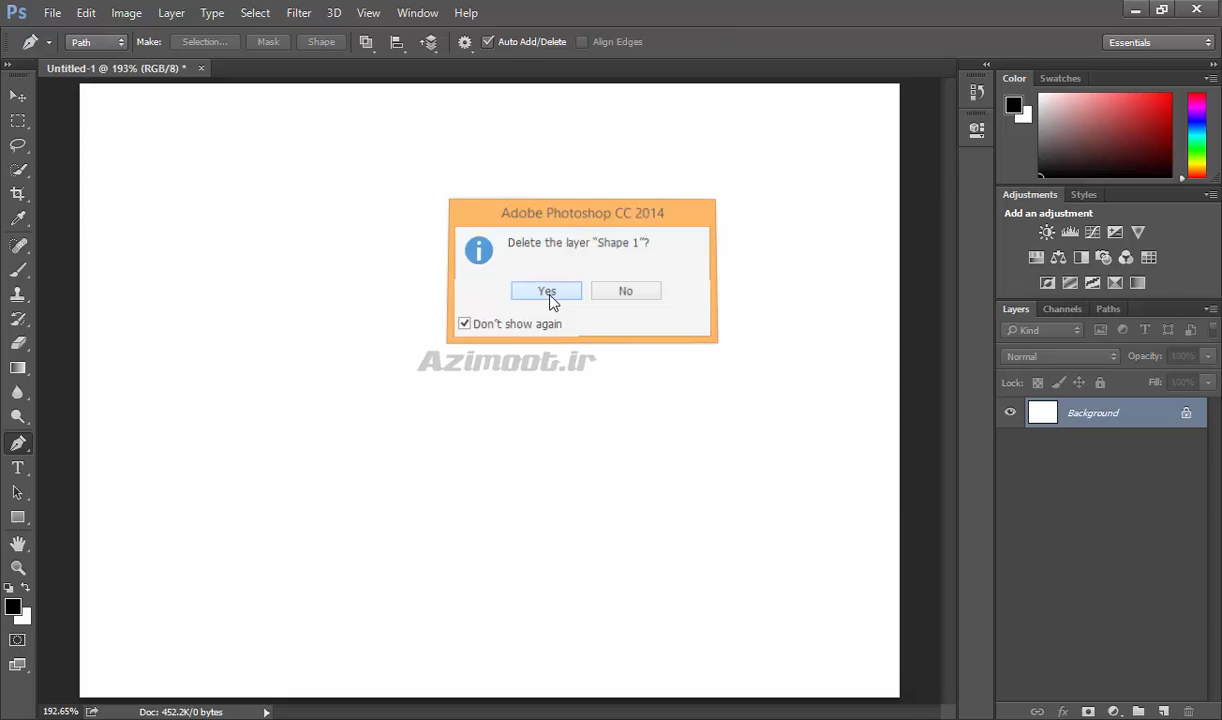 Ps File Edit Image Layer Type Select Filter 3D View Window Help
Path Make: Selection... Mask Shape Auto Add/Delete Align Edges Essentials
Untitled-1 @ 193% (RGB/8) * ×
Color Swatches
Adjustments Styles
Add an adjustment
Adobe Photoshop CC 2014
Delete the layer “Shape 1”?
Yes No
Don't show again
Azimoot.ir
Layers Channels Paths
Kind
Normal Opacity: 100%
Lock: Fill: 100%
Background
T
192.65% Doc: 452.2K/0 bytes
fx